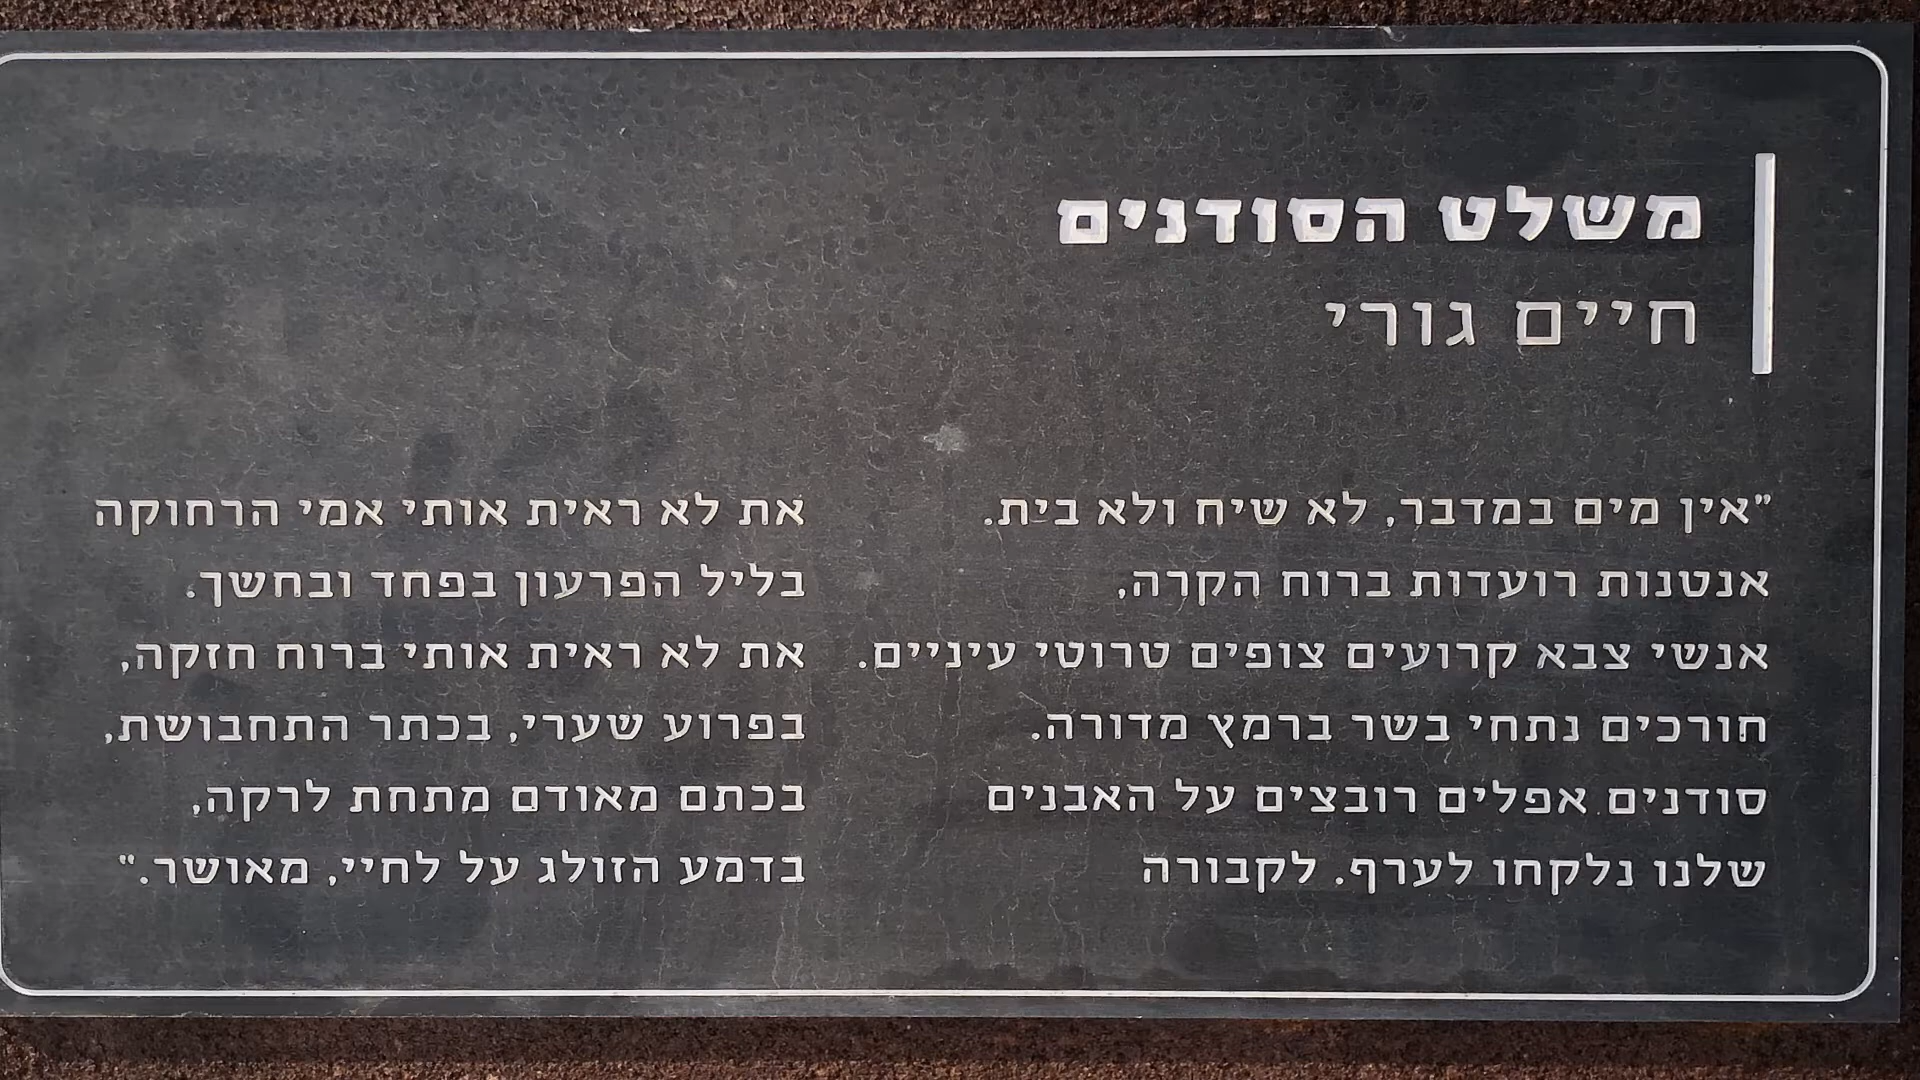 משלט הסודנים
חיים גורי
"אין מים במדבר, לא שיח ולא בית.
אנטנות רועדות ברוח הקרה,
אנשי צבא קרועים צופים טרוטי עיניים.
חורכים נתחי בשר ברמץ מדורה.
סודנים אפלים רובצים על האבנים
שלנו נלקחו לערף. לקבורה
את לא ראית אותי אמי הרחוקה
בליל הפרעון בפחד ובחשך.
את לא ראית אותי ברוח חזקה,
בפרוע שערי, בכתר התחבושת,
בכתם מאודם מתחת לרקה,
בדמע הזולג על לחיי, מאושר."